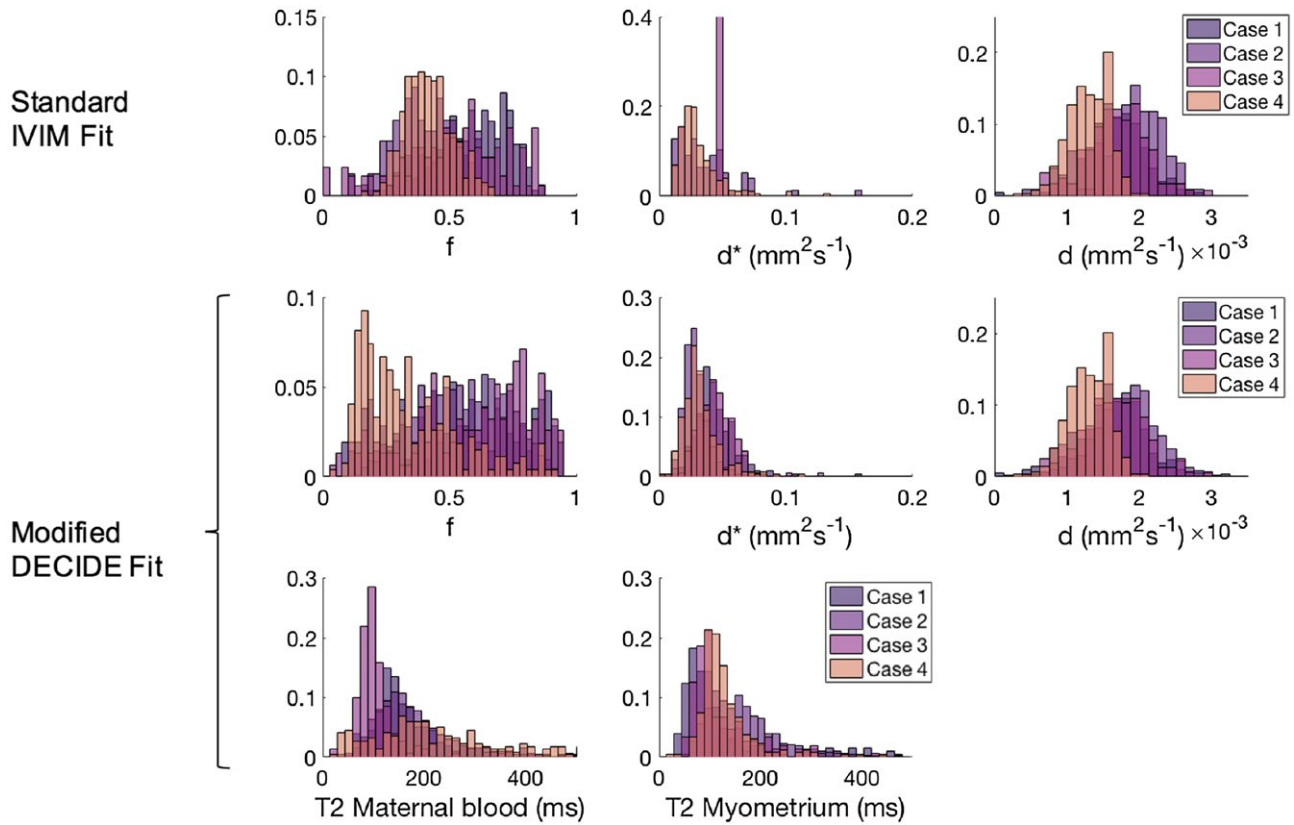 Standard
IVIM Fit
0.15
0.1
0.05
0
0 0.5 1
f
0.4
0.2
0
0 0.1 0.2
d* (mm²s⁻¹)
0.2
0.1
0
0 1 2 3
d (mm²s⁻¹) ×10⁻³
Case 1
Case 2
Case 3
Case 4
Modified
DECIDE Fit
0.1
0.05
0
0 0.5 1
f
0.3
0.2
0.1
0
0 0.1 0.2
d* (mm²s⁻¹)
0.2
0.1
0
0 1 2 3
d (mm²s⁻¹) ×10⁻³
Case 1
Case 2
Case 3
Case 4
0.3
0.2
0.1
0
0 200 400
T2 Maternal blood (ms)
0.3
0.2
0.1
0
0 200 400
T2 Myometrium (ms)
Case 1
Case 2
Case 3
Case 4